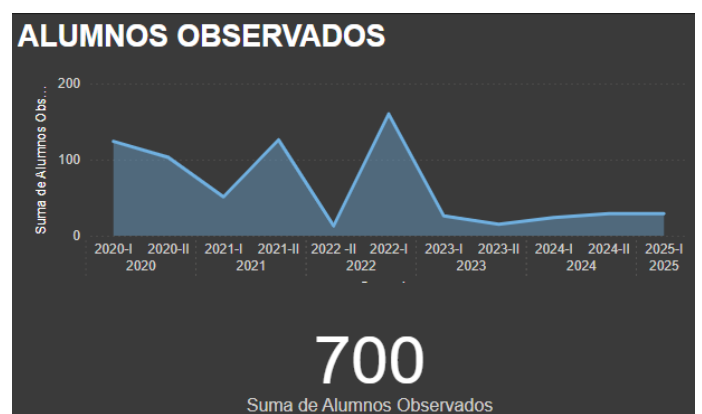 ALUMNOS OBSERVADOS
Suma de Alumnos Obs...
200
100
0
2020-I 2020-II 2021-I 2021-II 2022 -II 2022-I 2023-I 2023-II 2024-I 2024-II 2025-I
2020 2021 2022 2023 2024 2025
700
Suma de Alumnos Observados